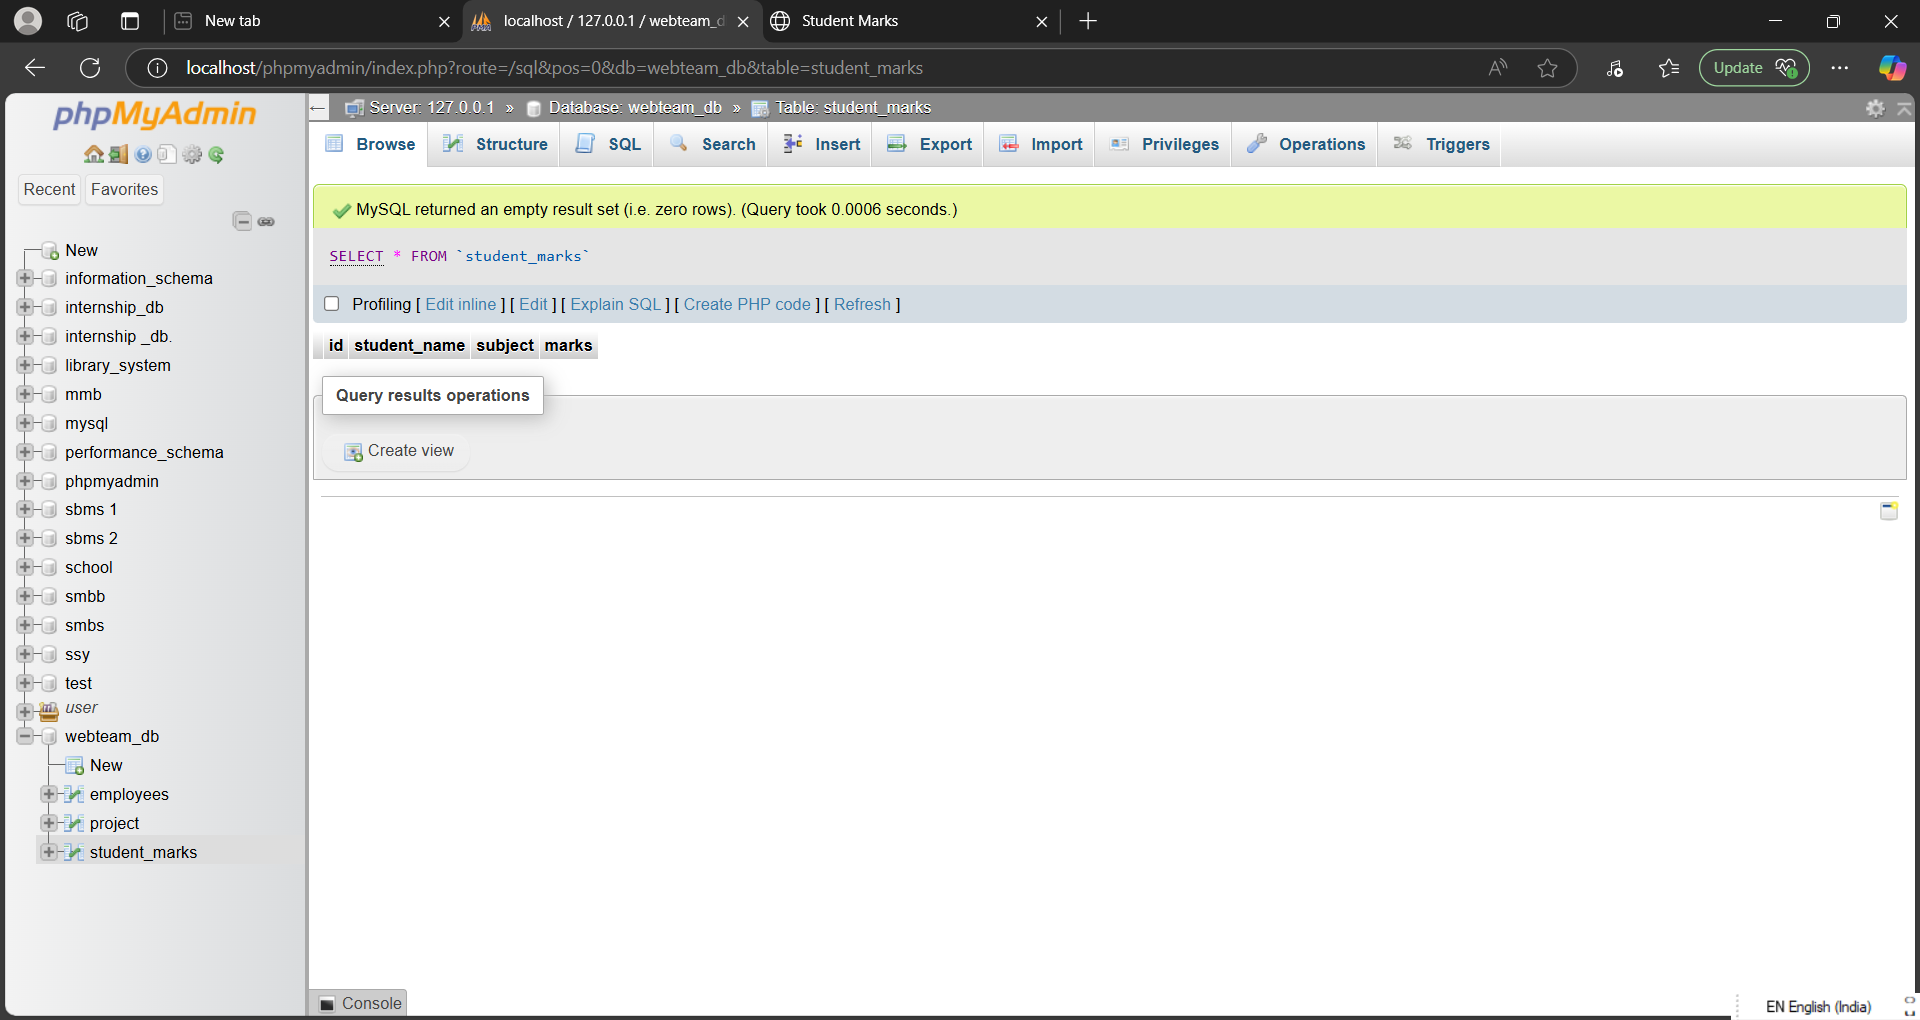 New tab
localhost / 127.0.0.1 / webteam_d
Student Marks
localhost/phpmyadmin/index.php?route=/sql&pos=0&db=webteam_db&table=student_marks
Update
phpMyAdmin
Recent
Favorites
New
information_schema
internship_db
internship _db.
library_system
mmb
mysql
performance_schema
phpmyadmin
sbms 1
sbms 2
school
smbb
smbs
ssy
test
user
webteam_db
New
employees
project
student_marks
Server: 127.0.0.1 » Database: webteam_db » Table: student_marks
Browse Structure SQL Search Insert Export Import Privileges Operations Triggers
MySQL returned an empty result set (i.e. zero rows). (Query took 0.0006 seconds.)
SELECT * FROM `student_marks`
Profiling [ Edit inline ] [ Edit ] [ Explain SQL ] [ Create PHP code ] [ Refresh ]
id student_name subject marks
Query results operations
Create view
Console
EN English (India)